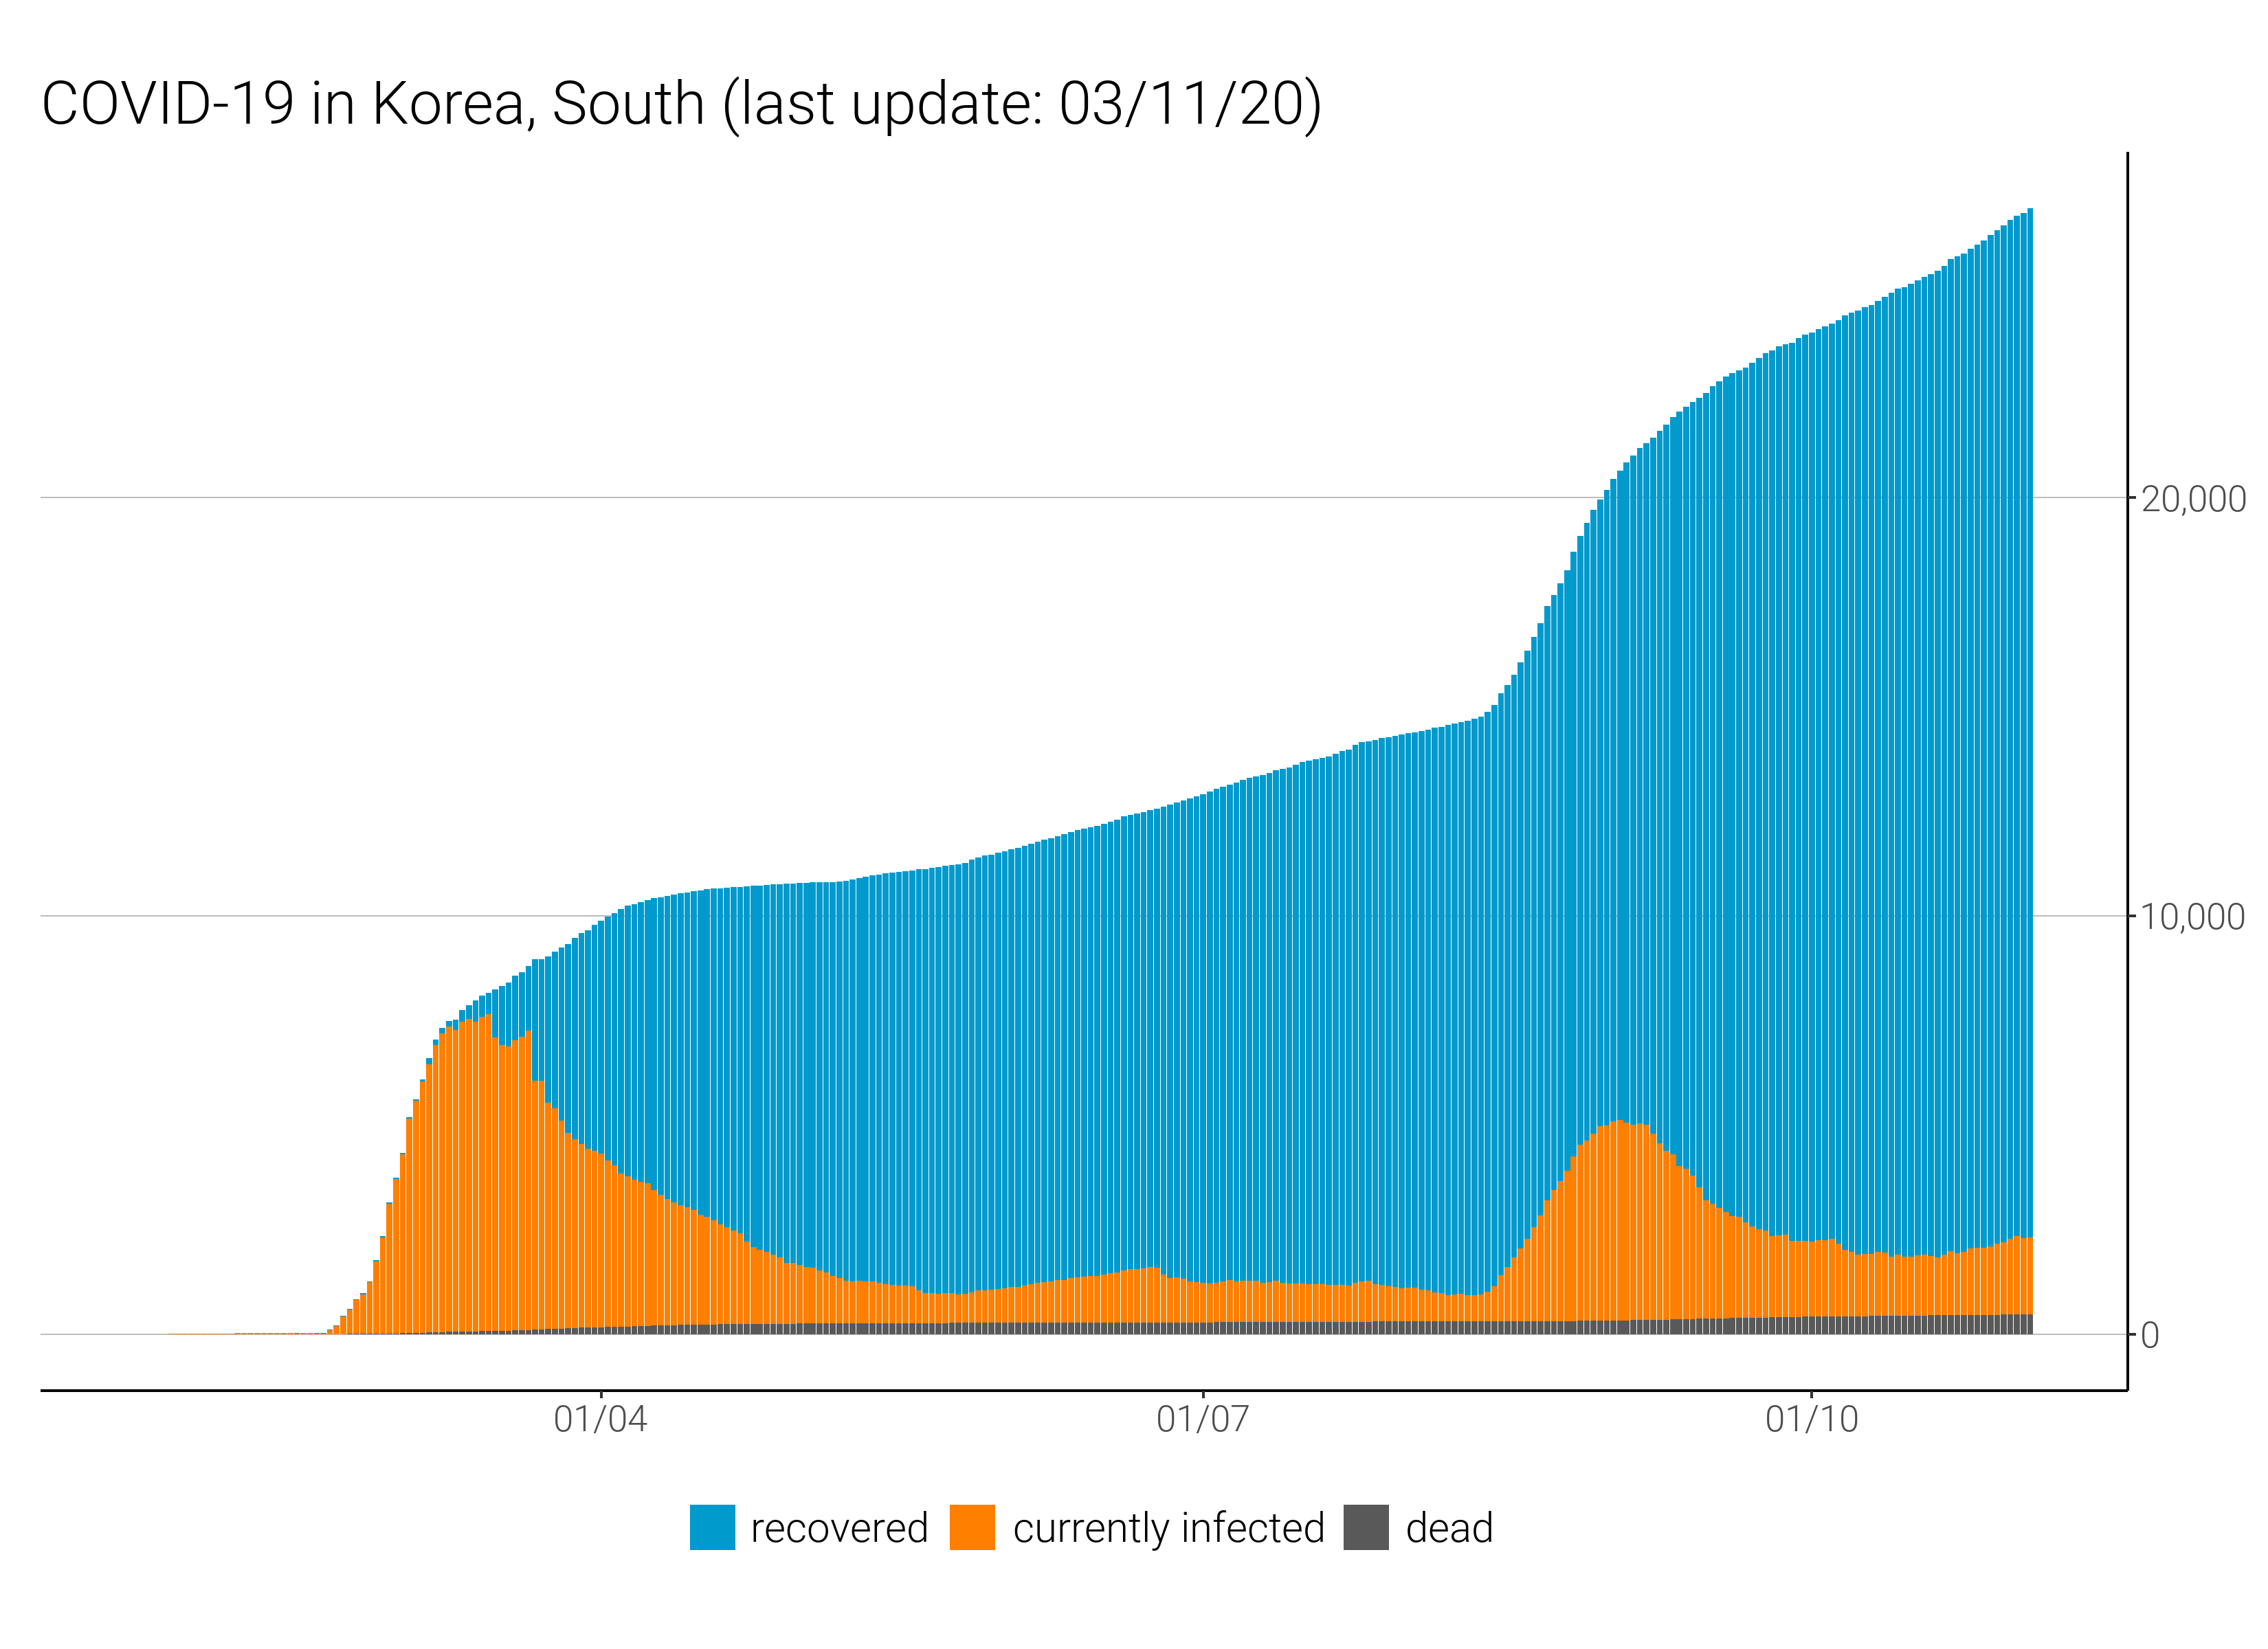 COVID-19 in Korea, South (last update: 03/11/20)
20,000
10,000
0
01/04 01/07 01/10
recovered currently infected dead